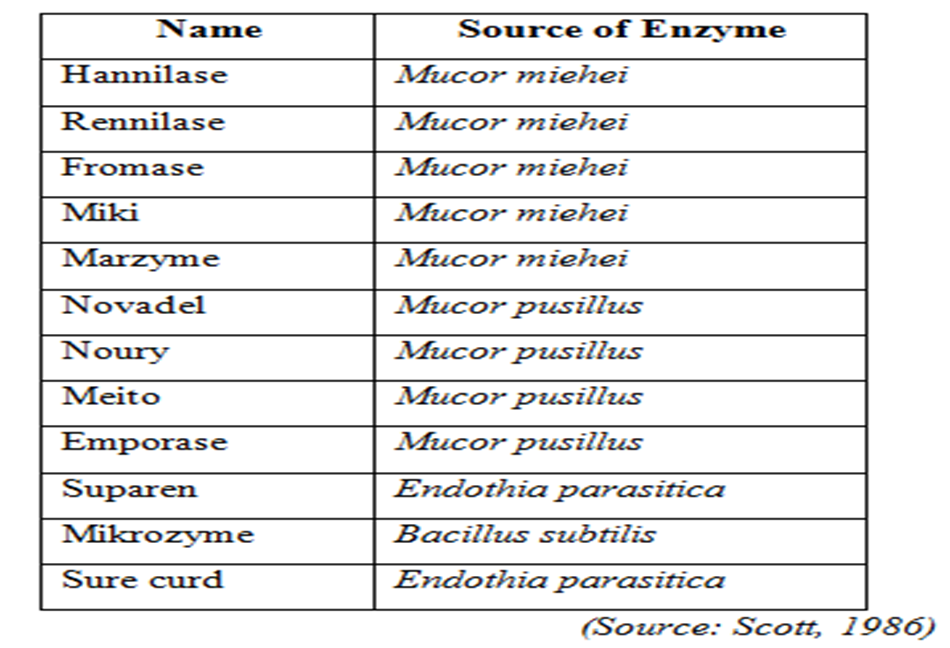 Name Source of Enzyme
Hannilase Mucor miehei
Rennilase Mucor miehei
Fromase Mucor miehei
Miki Mucor miehei
Marzyme Mucor miehei
Novadel Mucor pusillus
Noury Mucor pusillus
Meito Mucor pusillus
Emporase Mucor pusillus
Suparen Endothia parasitica
Mikrozyme Bacillus subtilis
Sure curd Endothia parasitica
(Source: Scott, 1986)